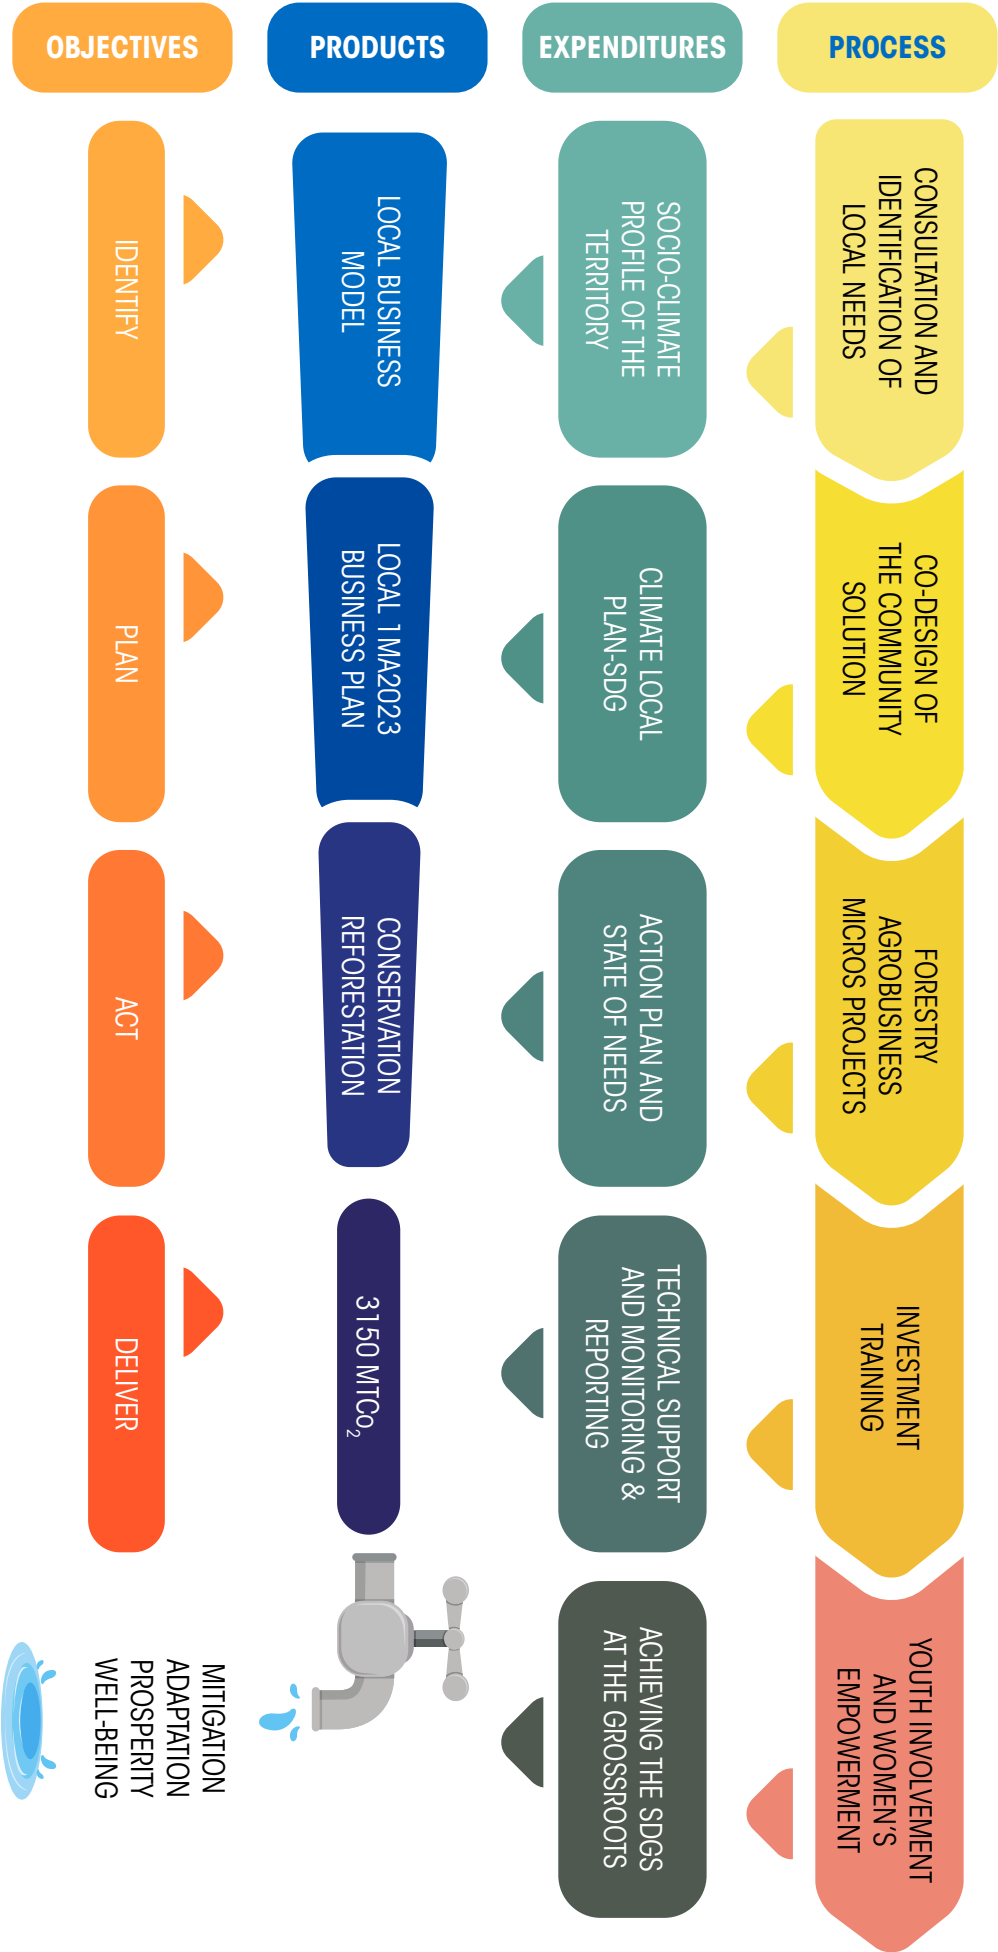 OBJECTIVES
PRODUCTS
EXPENDITURES
PROCESS
CONSULTATION AND
IDENTIFICATION OF
LOCAL NEEDS
CO-DESIGN OF
THE COMMUNITY
SOLUTION
FORESTRY
AGROBUSINESS
MICROS PROJECTS
INVESTMENT
TRAINING
YOUTH INVOLVEMENT
AND WOMEN'S
EMPOWERMENT
SOCIO-CLIMATE
PROFILE OF THE
TERRITORY
CLIMATE LOCAL
PLAN-SDG
ACTION PLAN AND
STATE OF NEEDS
TECHNICAL SUPPORT
AND MONITORING &
REPORTING
ACHIEVING THE SDGS
AT THE GROSSROOTS
LOCAL BUSINESS
MODEL
LOCAL 1MA2023
BUSINESS PLAN
CONSERVATION
REFORESTATION
3150 MTCo₂
IDENTIFY
PLAN
ACT
DELIVER
MITIGATION
ADAPTATION
PROSPERITY
WELL-BEING